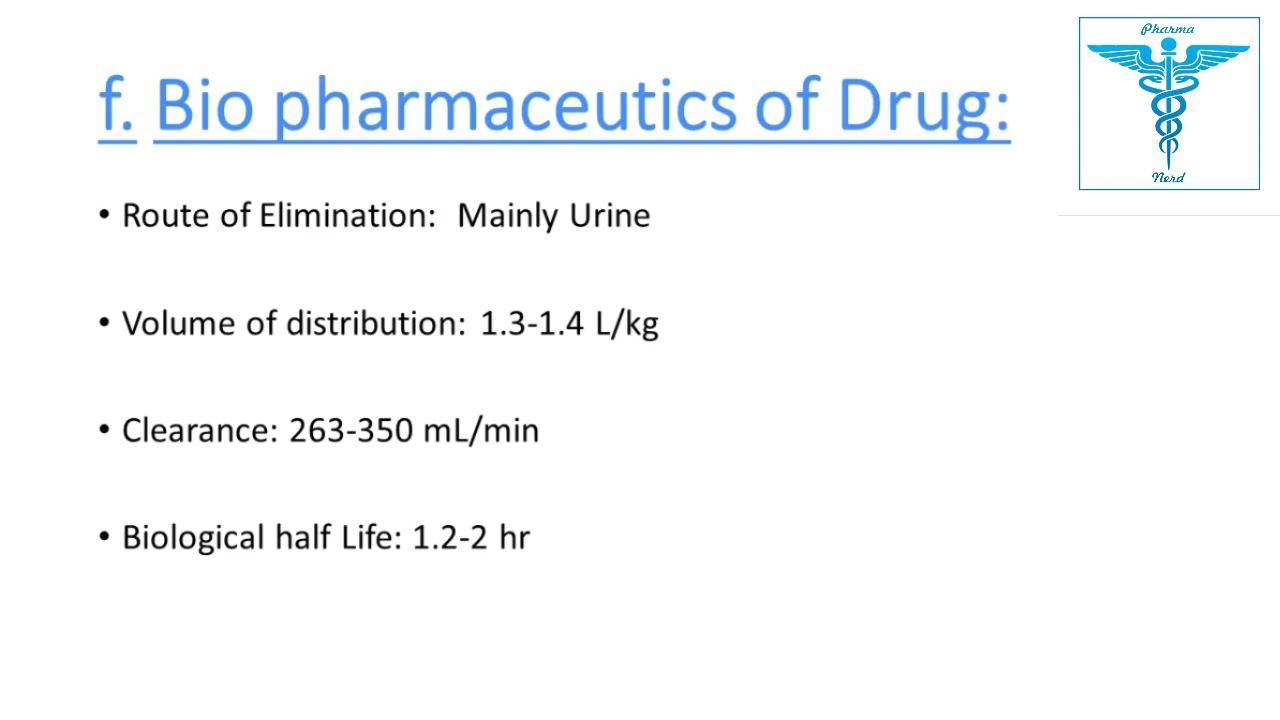 Pharma
f. Bio pharmaceutics of Drug:
Nerd
• Route of Elimination: Mainly Urine
• Volume of distribution: 1.3-1.4 L/kg
• Clearance: 263-350 mL/min
• Biological half Life: 1.2-2 hr